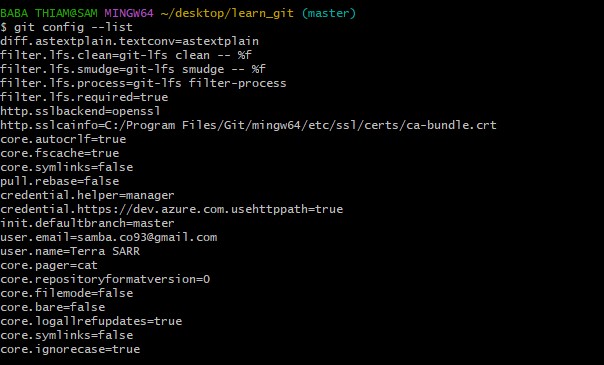 BABA THIAM@SAM MINGW64 ~/desktop/learn_git (master)
$ git config --list
diff.astextplain.textconv=astextplain
filter.lfs.clean=git-lfs clean -- %f
filter.lfs.smudge=git-lfs smudge -- %f
filter.lfs.process=git-lfs filter-process
filter.lfs.required=true
http.sslbackend=openssl
http.sslcainfo=C:/Program Files/Git/mingw64/etc/ssl/certs/ca-bundle.crt
core.autocrlf=true
core.fscache=true
core.symlinks=false
pull.rebase=false
credential.helper=manager
credential.https://dev.azure.com.usehttppath=true
init.defaultbranch=master
user.email=samba.co93@gmail.com
user.name=Terra SARR
core.pager=cat
core.repositoryformatversion=0
core.filemode=false
core.bare=false
core.logallrefupdates=true
core.symlinks=false
core.ignorecase=true